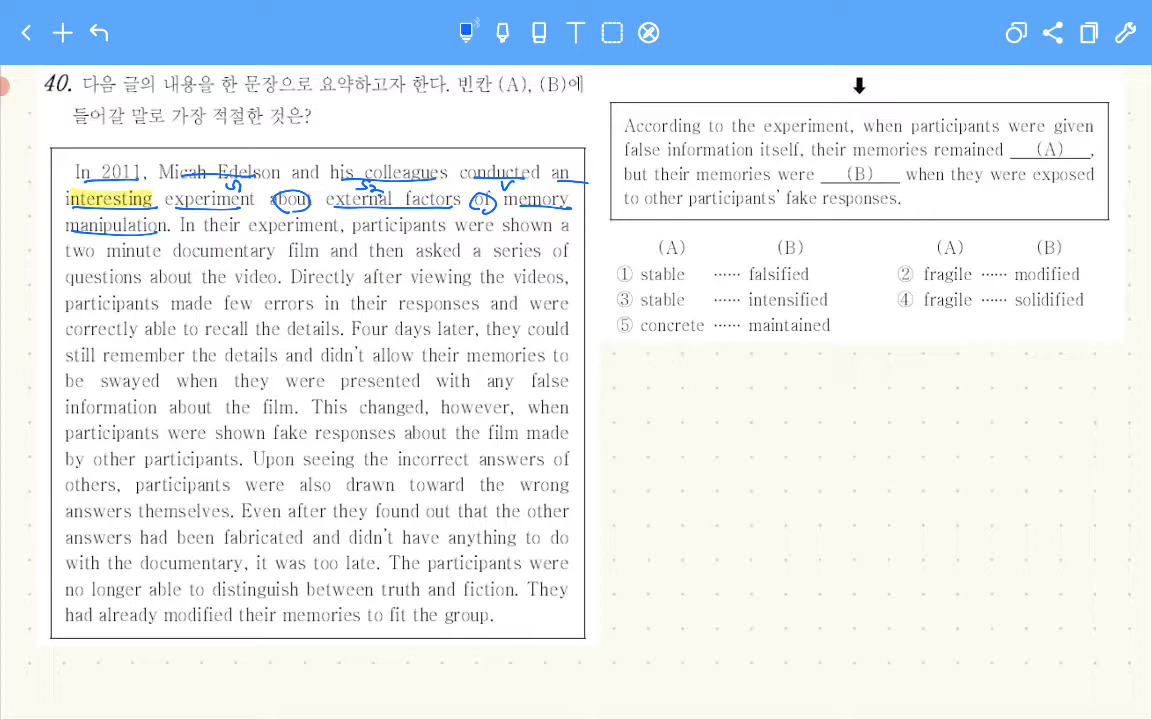 40. 다음 글의 내용을 한 문장으로 요약하고자 한다. 빈칸 (A), (B)에
들어갈 말로 가장 적절한 것은?
In 2011, Micah Edelson and his colleagues conducted an
S1 S2 V
interesting experiment about external factors of memory
manipulation. In their experiment, participants were shown a
two minute documentary film and then asked a series of
questions about the video. Directly after viewing the videos,
participants made few errors in their responses and were
correctly able to recall the details. Four days later, they could
still remember the details and didn't allow their memories to
be swayed when they were presented with any false
information about the film. This changed, however, when
participants were shown fake responses about the film made
by other participants. Upon seeing the incorrect answers of
others, participants were also drawn toward the wrong
answers themselves. Even after they found out that the other
answers had been fabricated and didn't have anything to do
with the documentary, it was too late. The participants were
no longer able to distinguish between truth and fiction. They
had already modified their memories to fit the group.
According to the experiment, when participants were given
false information itself, their memories remained (A),
but their memories were (B) when they were exposed
to other participants' fake responses.
(A) (B) (A) (B)
① stable ······ falsified ② fragile ······ modified
③ stable ······ intensified ④ fragile ······ solidified
⑤ concrete ······ maintained